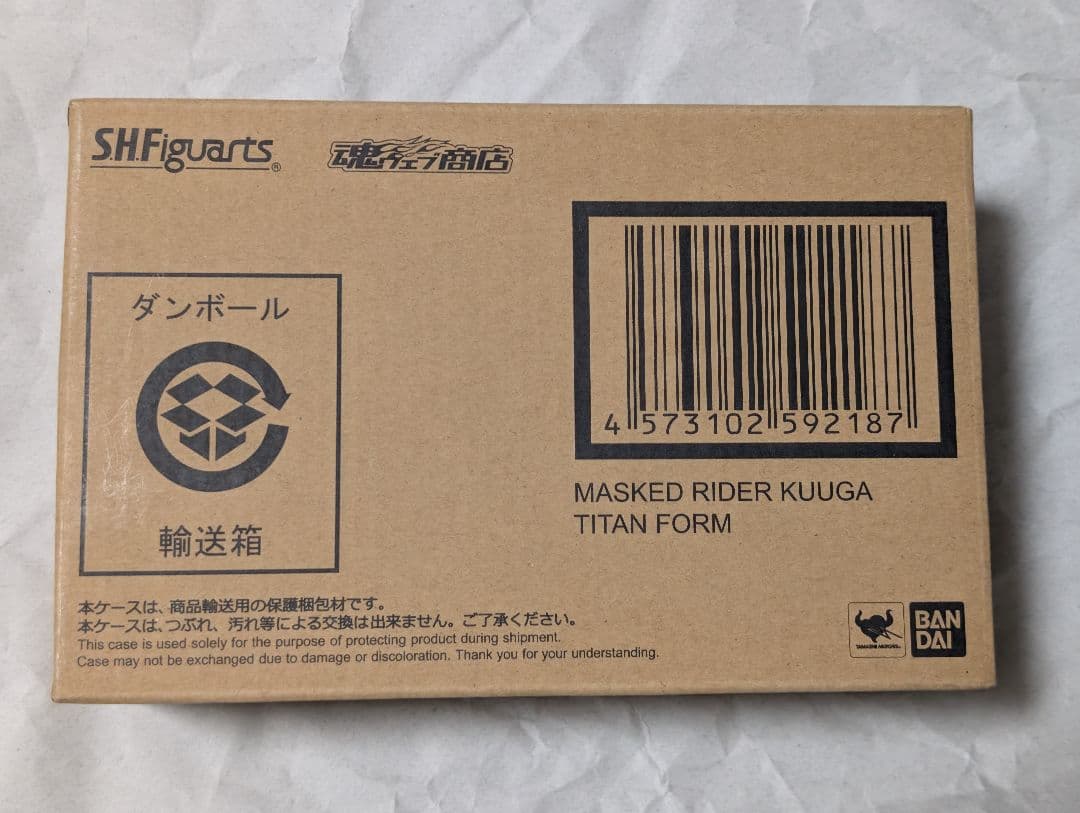 S.H.Figuarts®
魂ウェブ商店
ダンボール
輸送箱
4 573102 592187
MASKED RIDER KUUGA
TITAN FORM
本ケースは、商品輸送用の保護梱包材です。
本ケースは、つぶれ、汚れ等による交換は出来ません。ご了承ください。
This case is used solely for the purpose of protecting product during shipment.
Case may not be exchanged due to damage or discoloration. Thank you for your understanding.
TAMASHII NATIONS
BAN
DAI